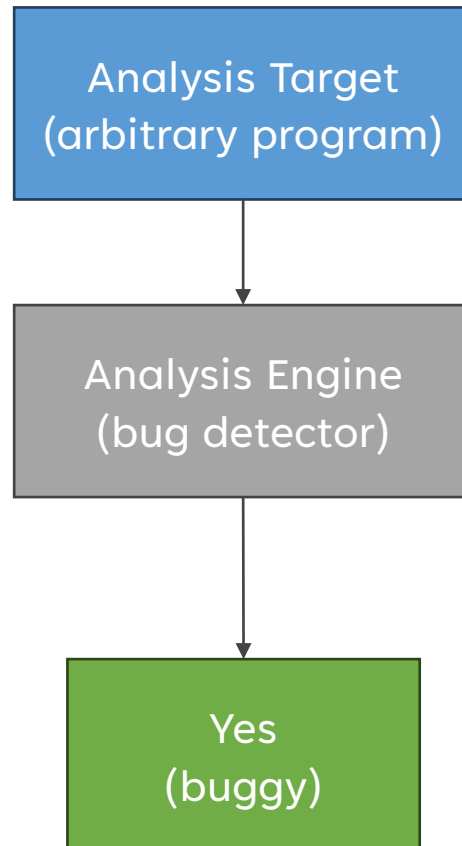 Analysis Target
(arbitrary program)
Analysis Engine
(bug detector)
Yes
(buggy)